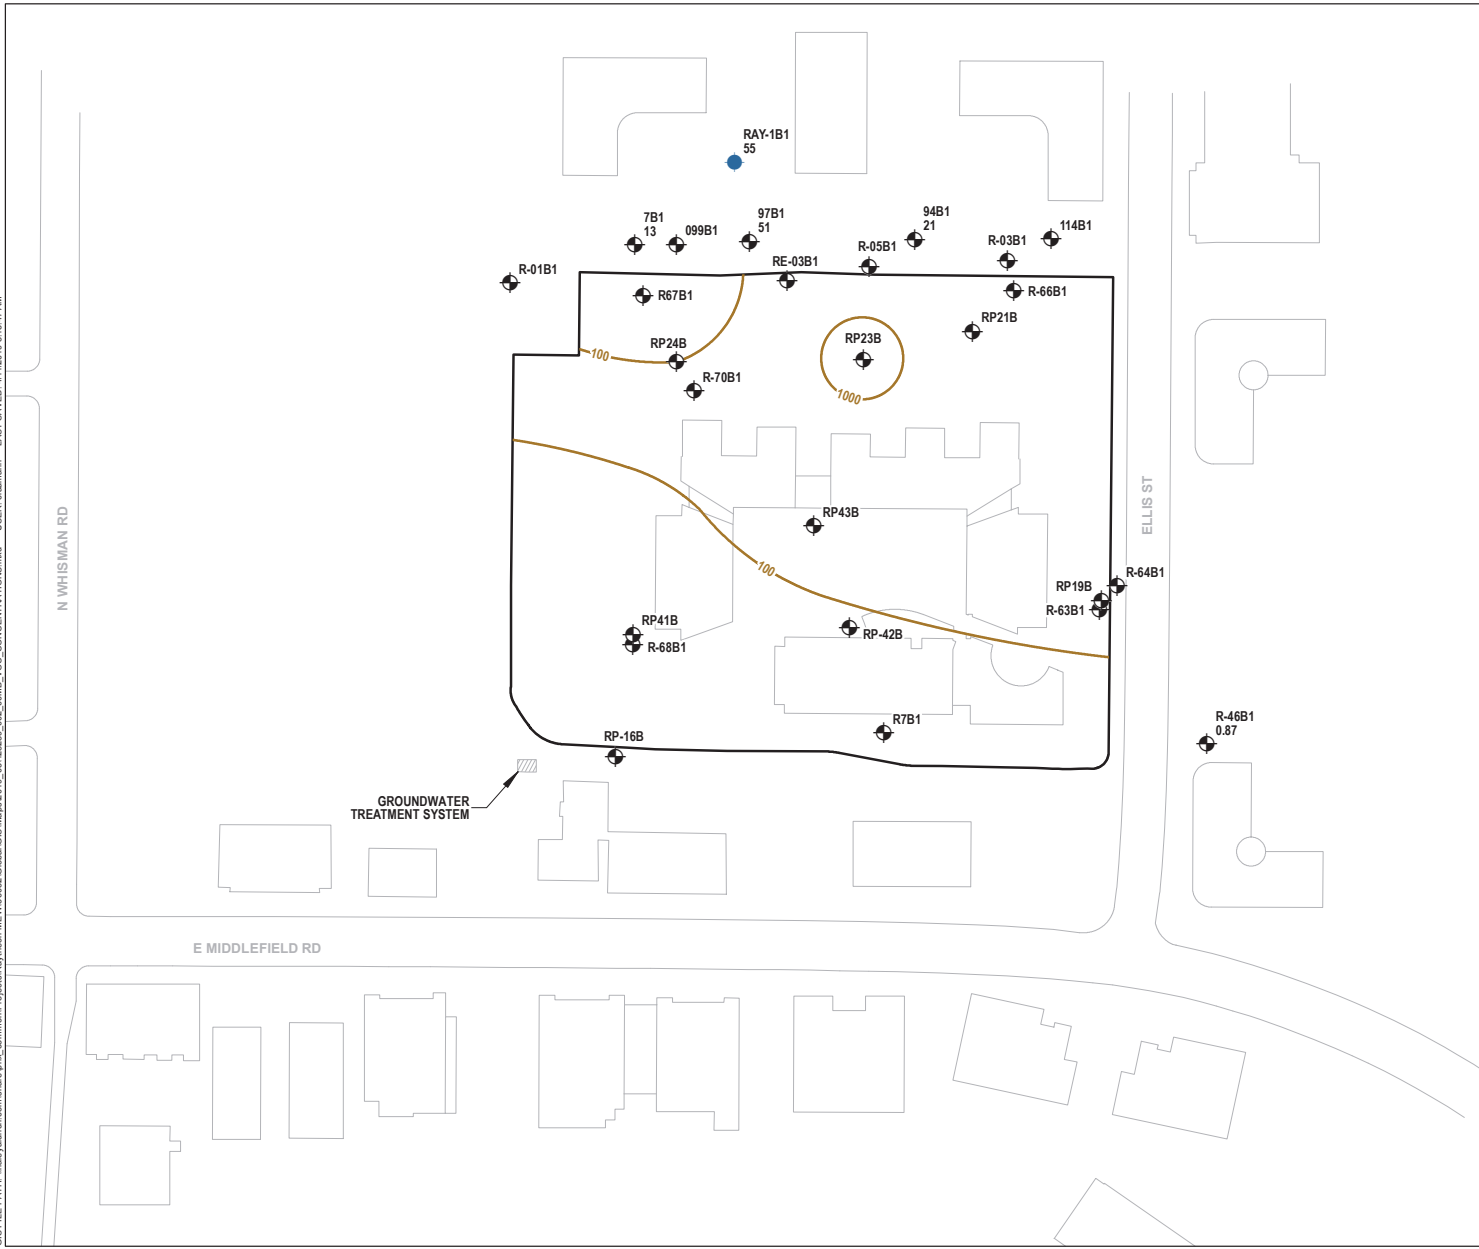 RAY-1B1
55
7B1
13
099B1
97B1
51
94B1
21
R-05B1
R-03B1
114B1
R-01B1
RE-03B1
R67B1
R-66B1
RP21B
RP24B
100
RP23B
1000
R-70B1
N WHISMAN RD
ELLIS ST
RP43B
100
R-64B1
RP19B
R-63B1
RP41B
R-68B1
RP-42B
R7B1
RP-16B
R-46B1
0.87
GROUNDWATER
TREATMENT SYSTEM
E MIDDLEFIELD RD